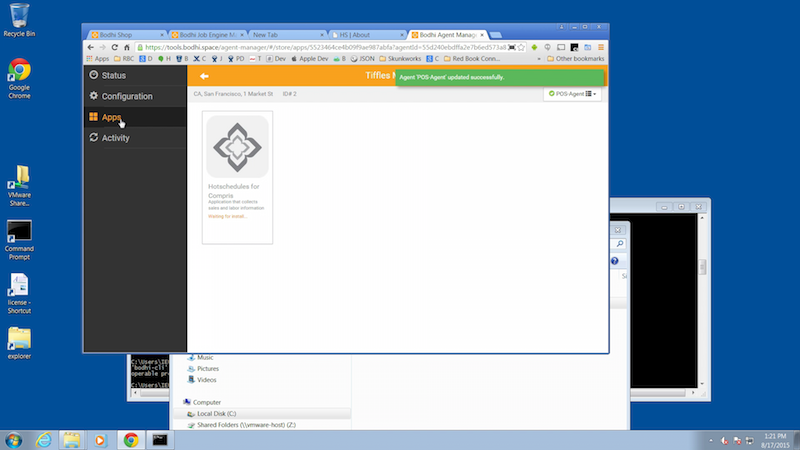 Recycle Bin
Google
Chrome
VMware
Share...
Command
Prompt
license -
Shortcut
explorer
Bodhi Shop
Bodhi Job Engine M
New Tab
HS | About
Bodhi Agent Manag
https://tools.bodhi.space/agent-manager/#/store/apps/5523464ce4b09f9ae987abfa?agentId=55d240ebdffa2e7b6ed573a8
Apps
RBC
D
H
B
C
J
PD
T
Dev
Apple Dev
B
JSON
Skunkworks
C
Red Book Conn...
»
Other bookmarks
Status
Configuration
Apps
Activity
Tiffles
Agent 'POS-Agent' updated successfully.
CA, San Francisco, 1 Market St
ID# 2
POS-Agent
Hotschedules for
Compris
Application that collects
sales and labor information.
Waiting for install...
C:\Users\IE
'bodhi-cli'
operable pr
C:\Users\IE
Music
Pictures
Videos
Computer
Local Disk (C:)
Shared Folders (\\vmware-host) (Z:)
1:21 PM
8/17/2015